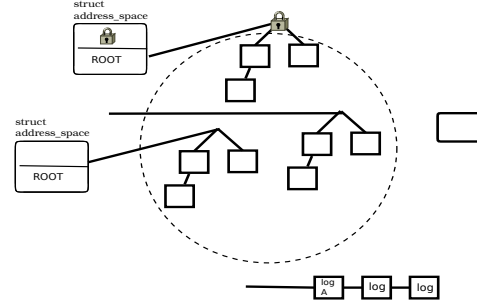 struct
address_space
ROOT
struct
address_space
ROOT
log
A
log
log